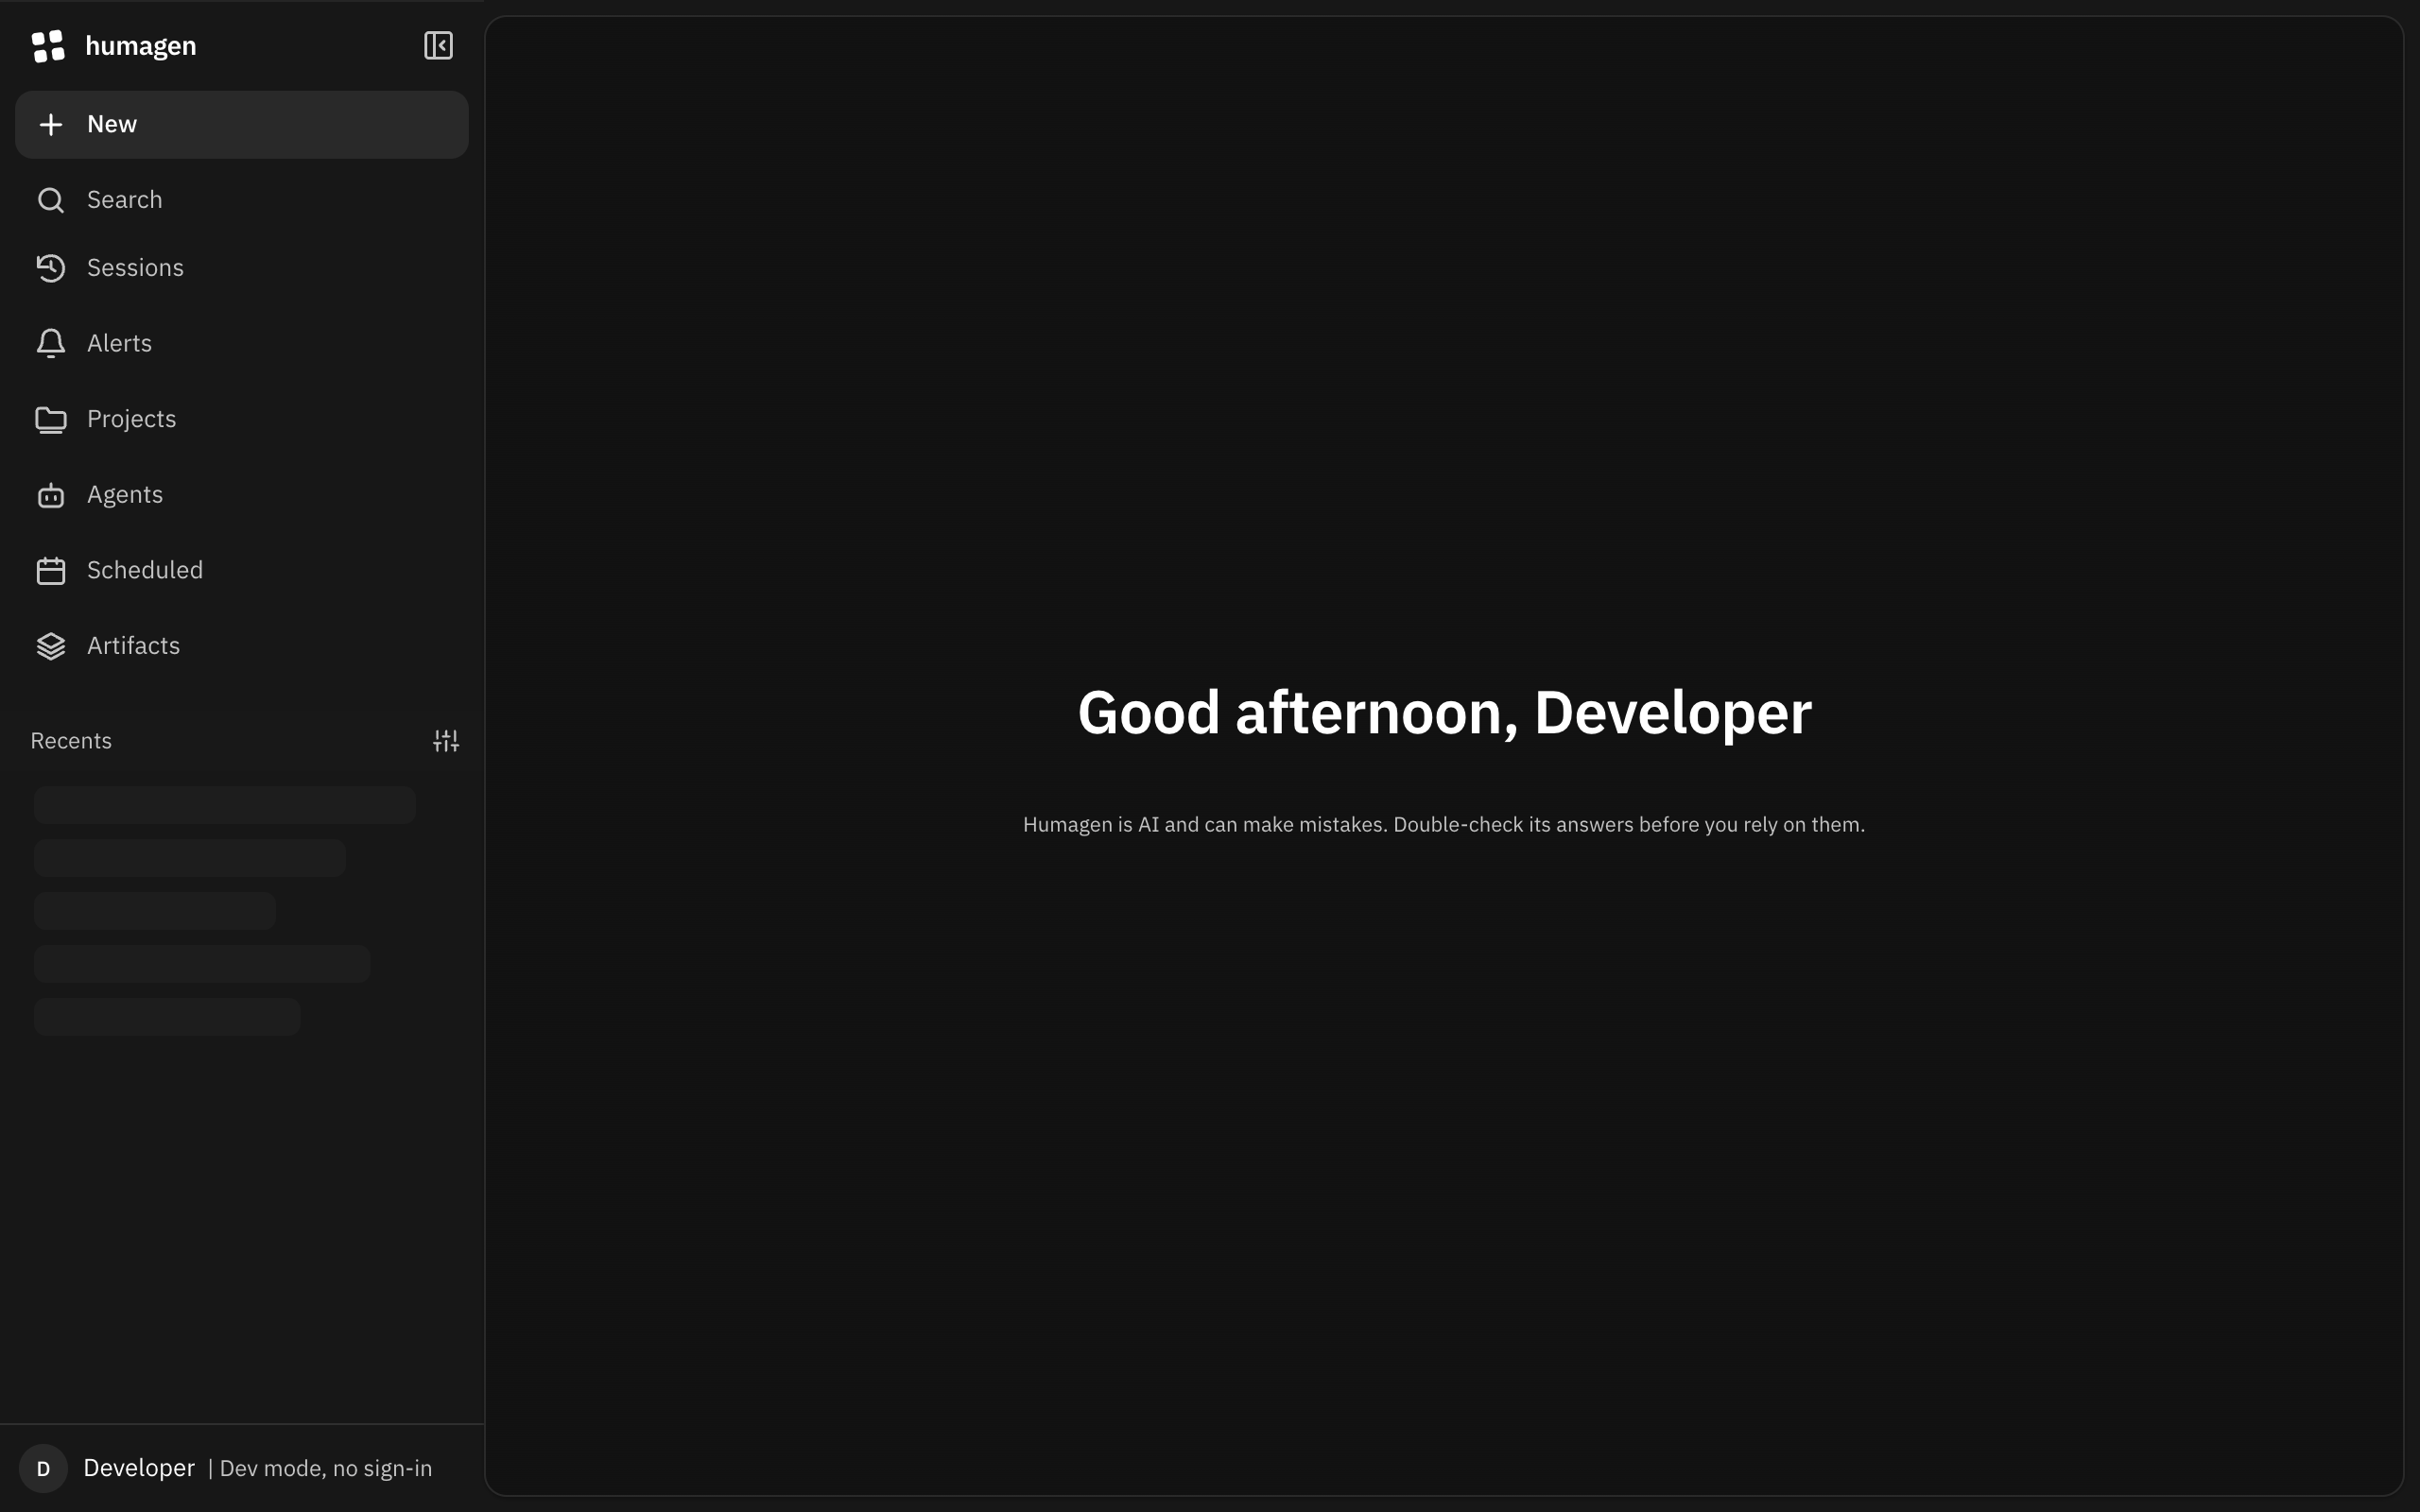 humagen
New
Search
Sessions
Alerts
Projects
Agents
Scheduled
Artifacts
Recents
Good afternoon, Developer
Humagen is AI and can make mistakes. Double-check its answers before you rely on them.
D
Developer | Dev mode, no sign-in